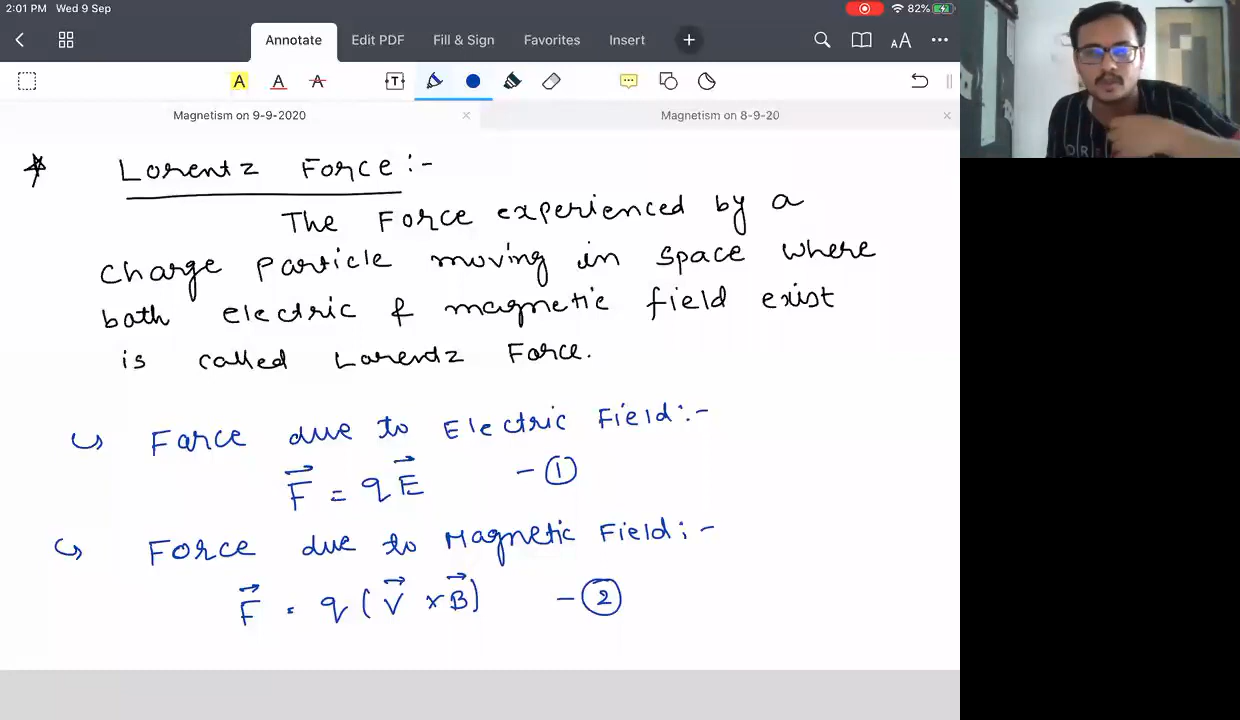 2:01 PM Wed 9 Sep
82%
Annotate
Edit PDF
Fill & Sign
Favorites
Insert
AA
A A A T
Magnetism on 9-9-2020
Magnetism on 8-9-20
Lorentz Force :-
The Force experienced by a
charge particle moving in space where
both electric & magnetic field exist
is called Lorentz Force.
Force due to Electric Field :-
F⃗ = qE⃗ - ①
Force due to Magnetic Field :-
F⃗ = q (V⃗ × B⃗) - ②